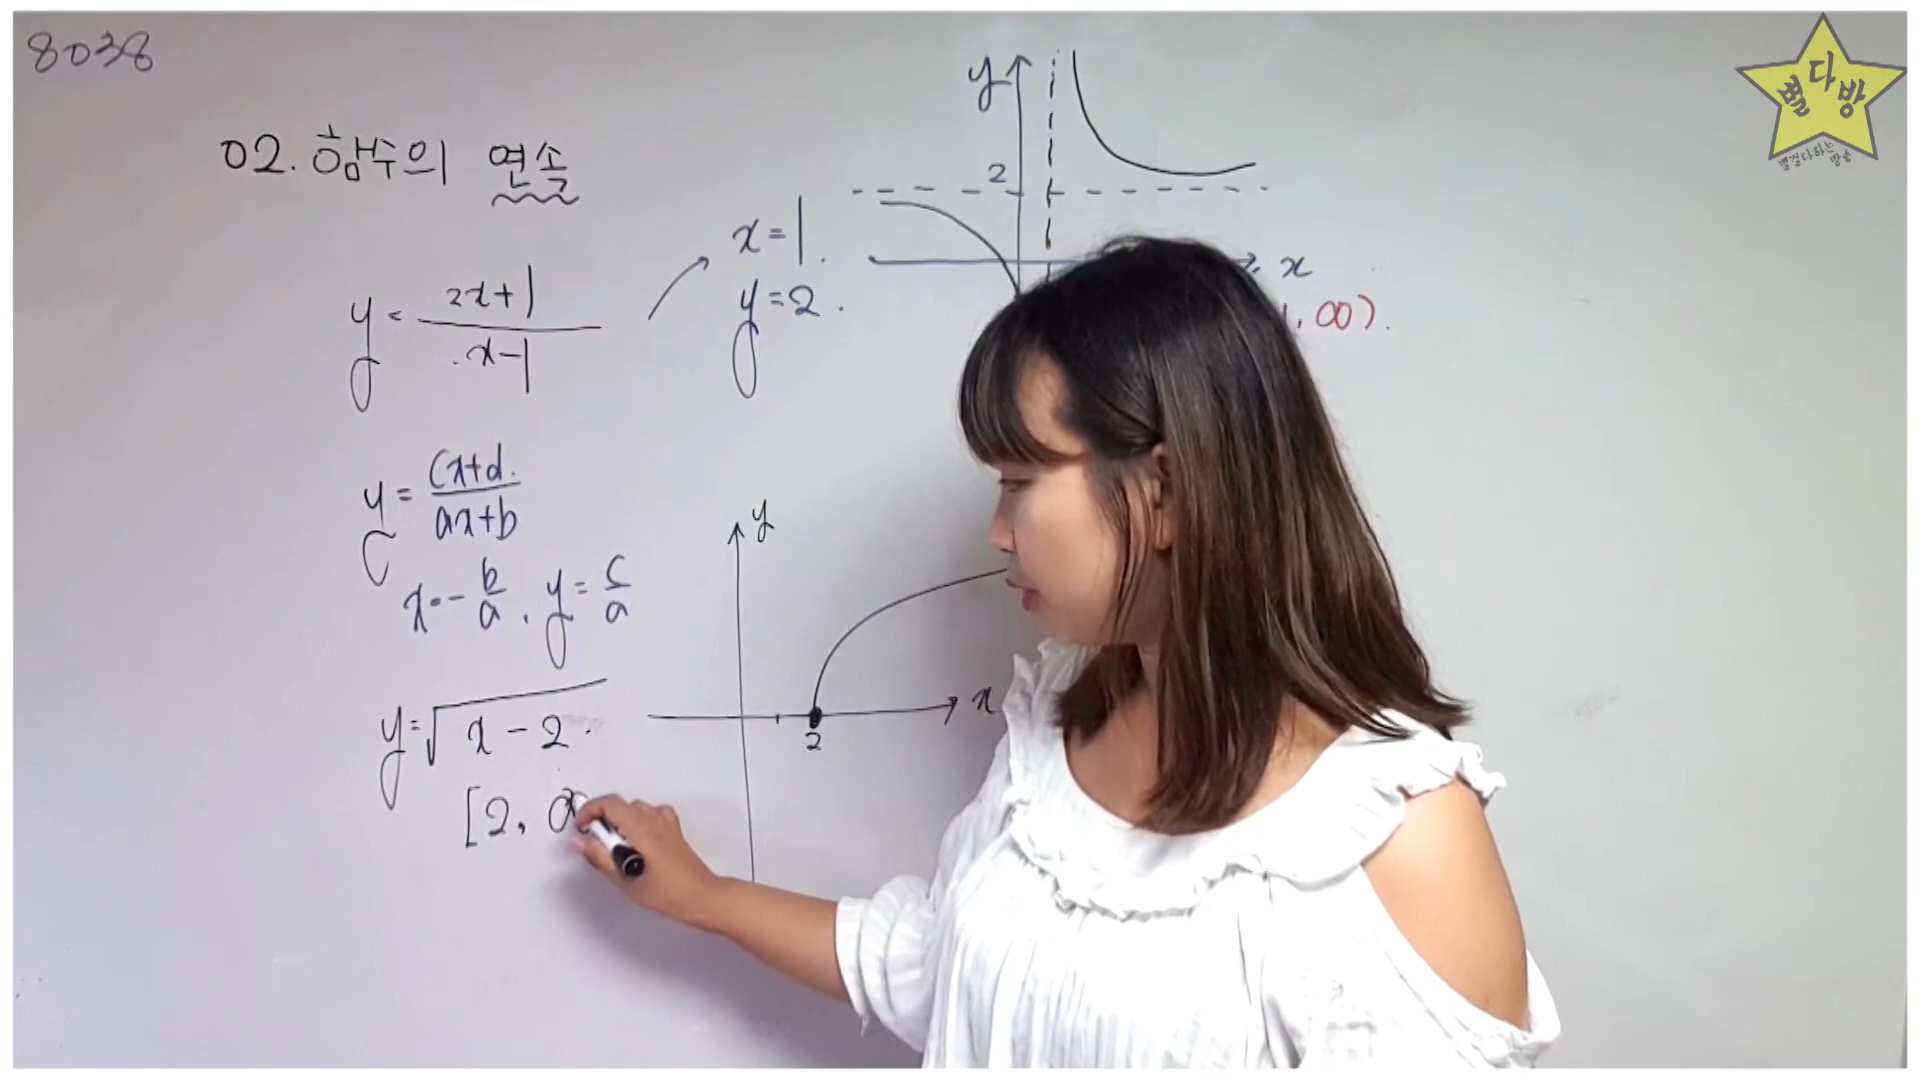 8038
02. 함수의 연속
y = 2x+1 / x-1
x=1.
y=2.
y = cx+d / ax+b
x=-b/a, y=c/a
y=√x-2
[2, ∞
y
2
x
, ∞).
y
x
2
별다방